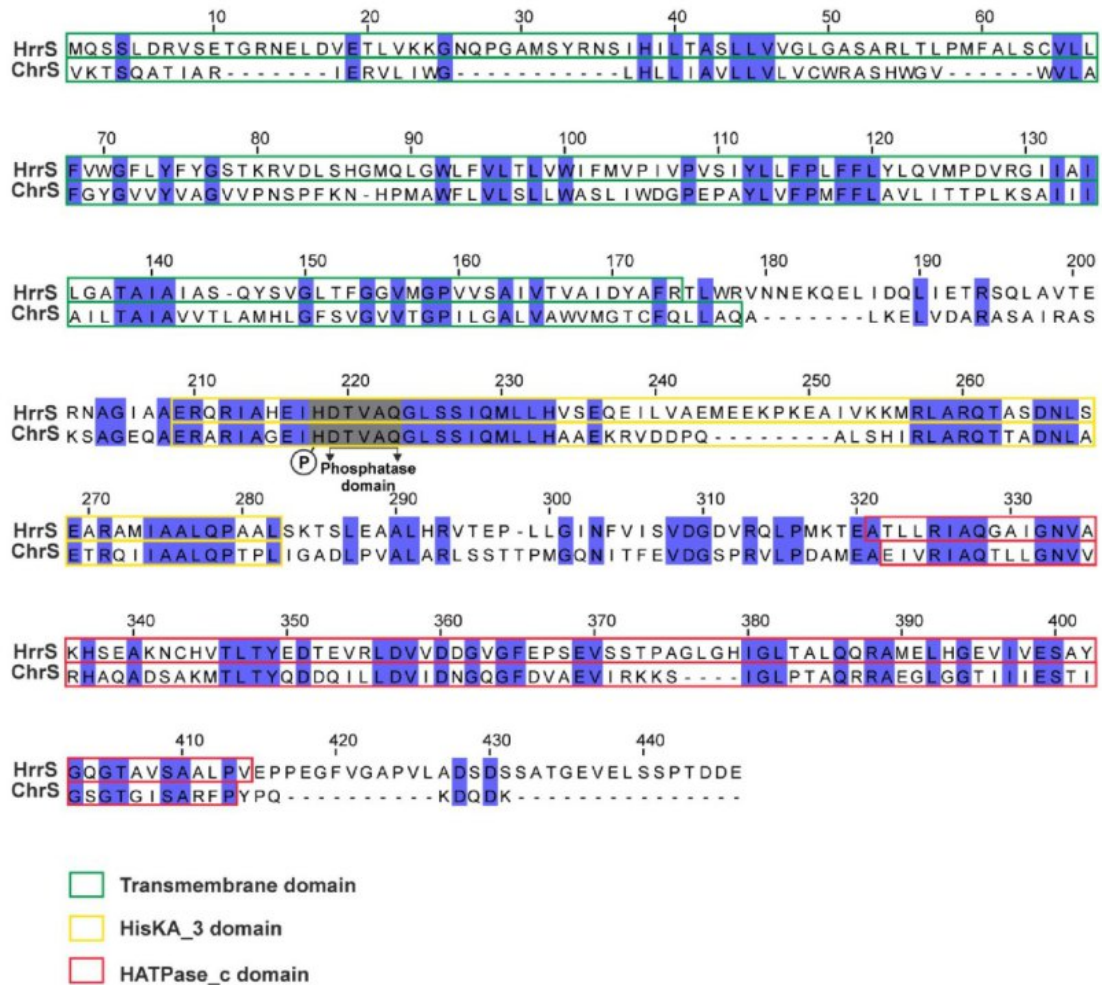 10 20 30 40 50 60
HrrS MQSSLDRVSETGRNELDVETLVKKGNQPGAMSYRNSIHILTASLLVVGLGASARLTLPMFALSCVLL
ChrS VKTSQATIAR-------IERVLIWG-----------LHLLIAVLLVLVCWRASHWGV------WVLA
70 80 90 100 110 120 130
HrrS FVWGFLYFYGSTKRVDLSHGMQLGWLFVLTLVWIFMVPIVPVSIYLLFPLFFLYLQVMPDVRGIIAI
ChrS FGYGVVYVAGVVPNSPFKN-HPMAWFLVLSLLWASLIWDGPEPAYLVFPMFFLAVLITTPLKSAIII
140 150 160 170 180 190 200
HrrS LGATAIAIAS-QYSVGLTFGGVMGPVVSAIVTVAIDYAFRTLWRVNNEKQELIDQLIETRSQLAVTE
ChrS AILTAIAVVTLAMHLGFSVGVVTGPILGALVAWVMGTCFQLLAQA-------LKELVDARASAIRAS
210 220 230 240 250 260
HrrS RNAGIAAERQRIAHEIHDTVAQGLSSIQMLLHVSEQEILVAEMEEKPKEAIVKKMRLARQTASDNLS
ChrS KSAGEQAERARIAGEIHDTVAQGLSSIQMLLHAAEKRVDDPQ--------ALSHIRLARQTTADNLA
P Phosphatase
domain
270 280 290 300 310 320 330
HrrS EARAMIAALQPAALSKTSLEAALHRVTEP-LLGINFVISVDGDVRQLPMKTEATLLRIAQGAIGNVA
ChrS ETRQIIAALQPTPLIGADLPVALARLSSTTPMGQNITFEVDGSPRVLPDAMEAEIVRIAQTLLGNVV
340 350 360 370 380 390 400
HrrS KHSEAKNCHVTLTYEDTEVRLDVVDDGVGFEPSEVSSTPAGLGHIGLTALQQRAMELHGEVIVESAY
ChrS RHAQADSAKMTLTYQDDQILLDVIDNGQGFDVAEVIRKKS----IGLPTAQRRAEGLGGTIIIESTI
410 420 430 440
HrrS GQGTAVSAALPVEPPEGFVGAPVLADSDSSATGEVELSSPTDDE
ChrS GSGTGISARFPYPQ----------KDQDK---------------
Transmembrane domain
HisKA_3 domain
HATPase_c domain